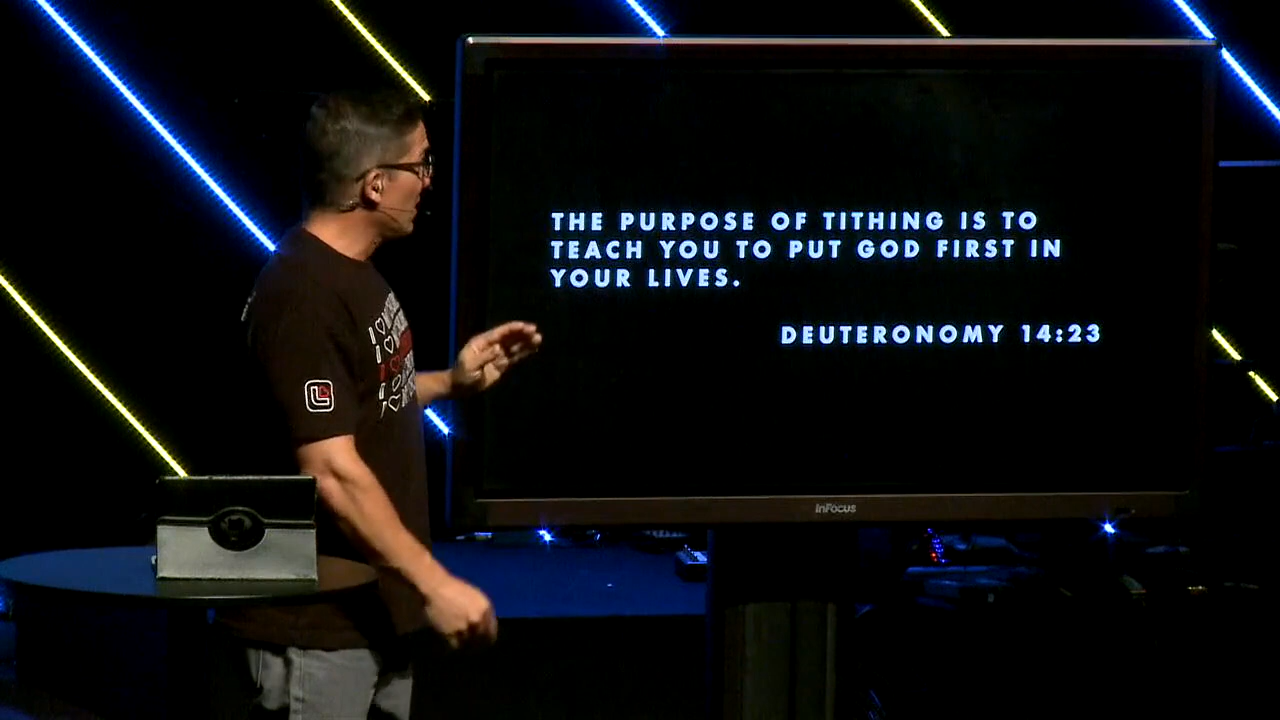 THE PURPOSE OF TITHING IS TO
TEACH YOU TO PUT GOD FIRST IN
YOUR LIVES.
DEUTERONOMY 14:23
InFocus